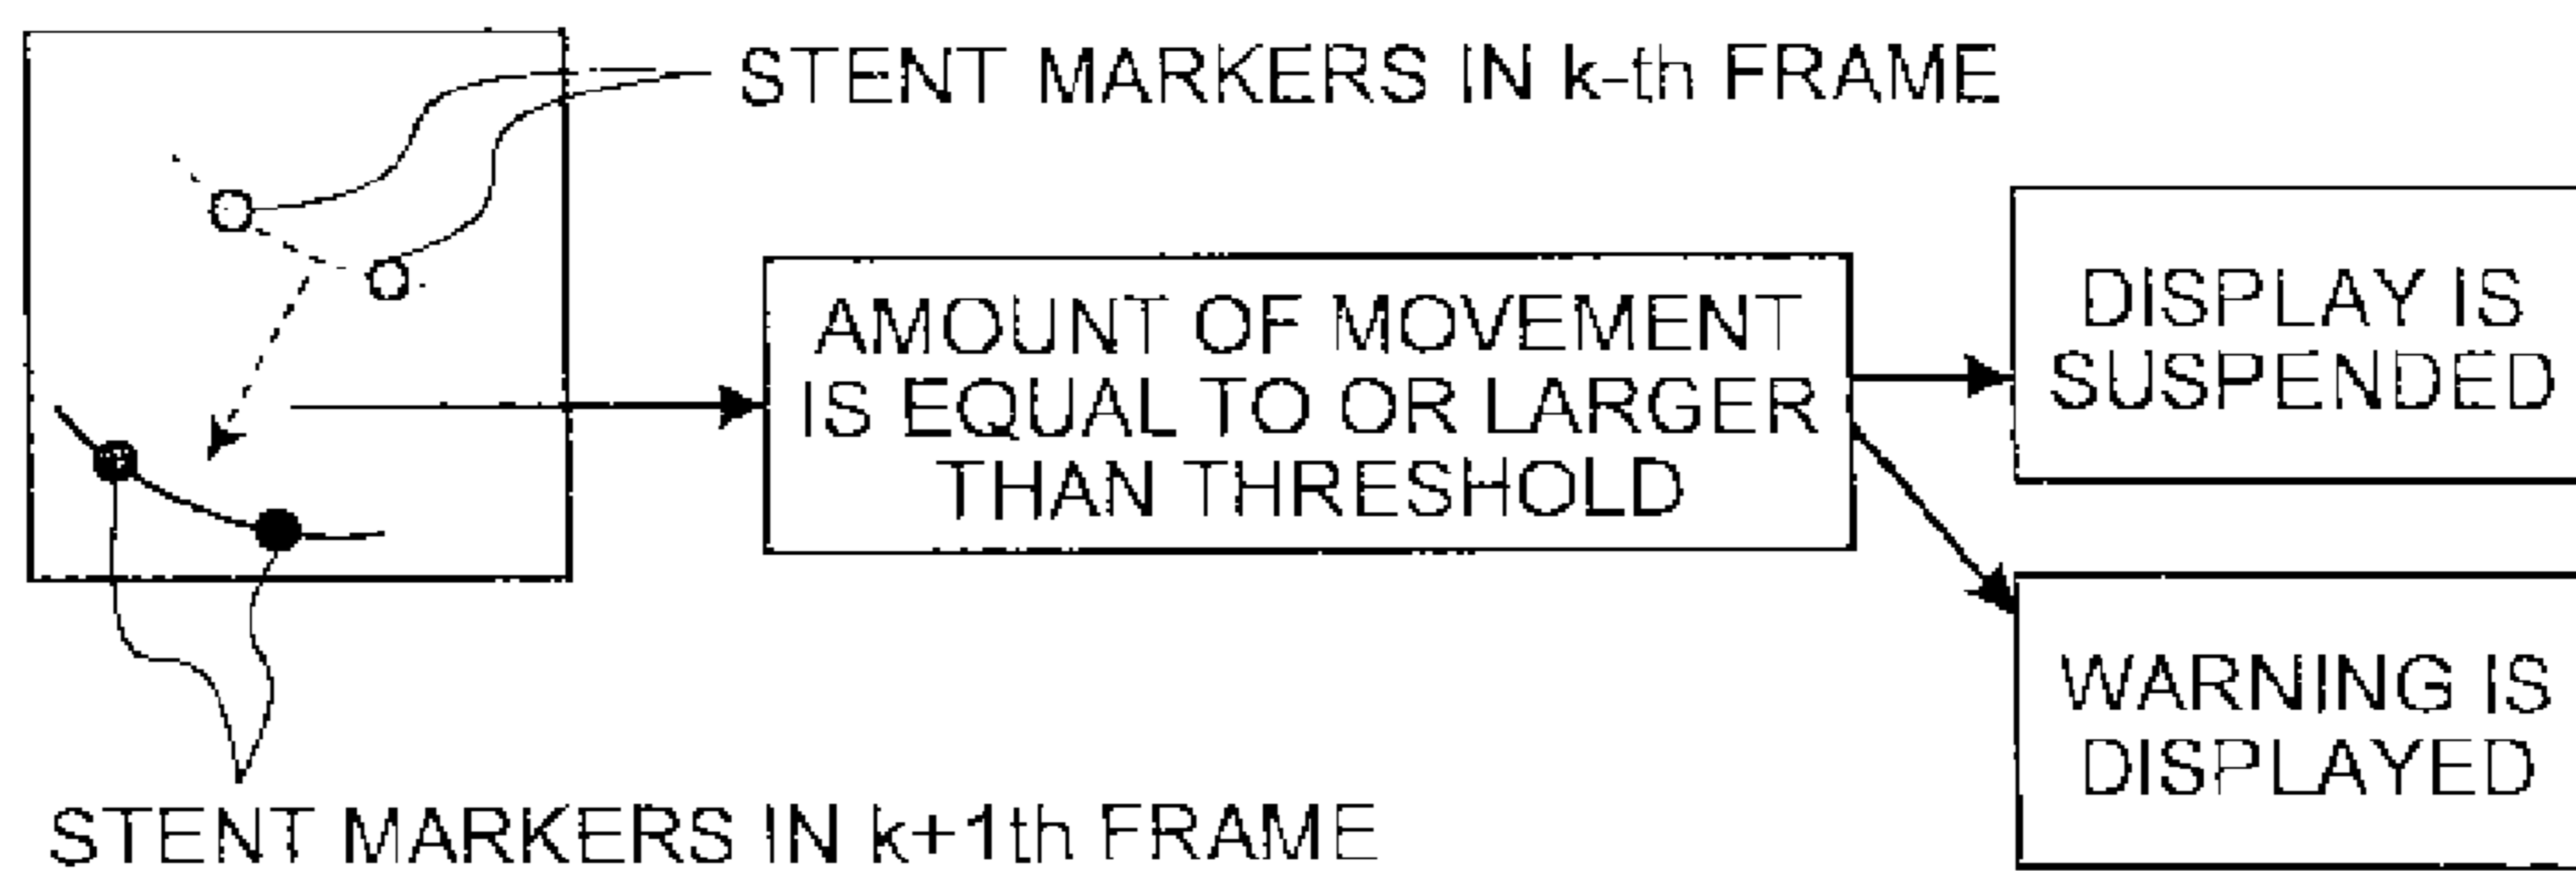 STENT MARKERS IN k-th FRAME
AMOUNT OF MOVEMENT
IS EQUAL TO OR LARGER
THAN THRESHOLD
DISPLAY IS
SUSPENDED
WARNING IS
DISPLAYED
STENT MARKERS IN k+1th FRAME